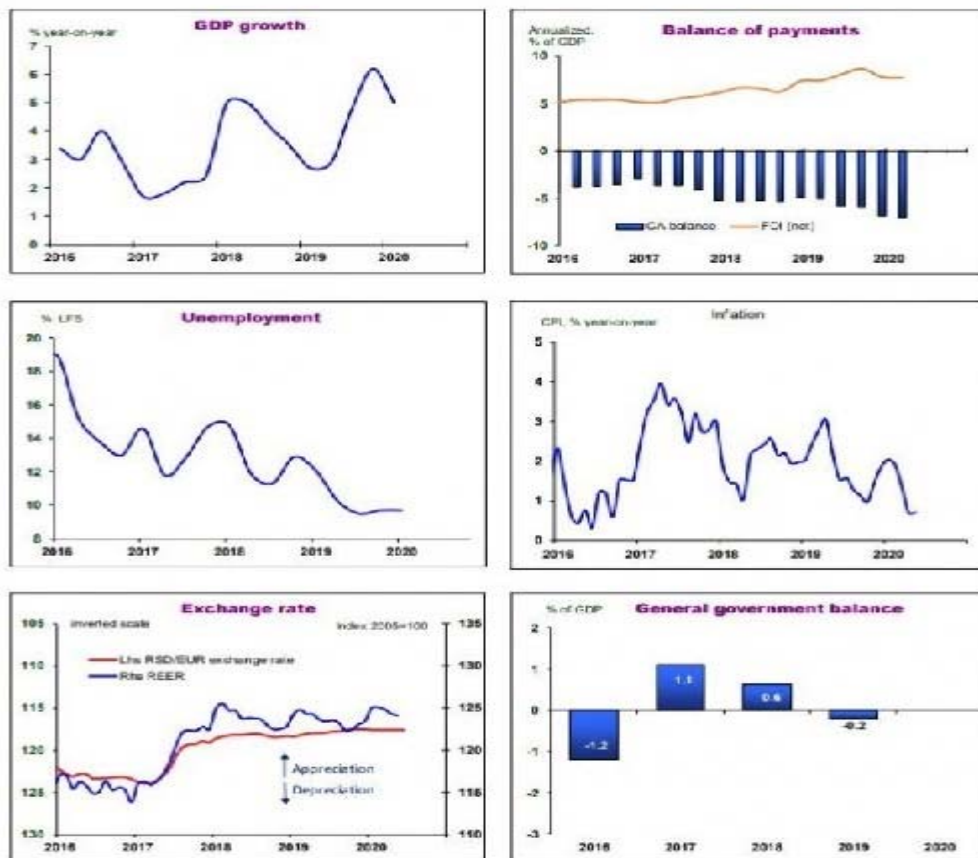 GDP growth
% year-on-year
7
6
5
4
3
2
1
0
2016 2017 2018 2019 2020
Balance of payments
Annualized,
% of GDP
10
5
0
-5
-10
CA balance FDI (net)
2016 2017 2018 2019 2020
Unemployment
% LFS
20
18
16
14
12
10
8
2016 2017 2018 2019 2020
Inflation
CPI, % year-on-year
5
4
3
2
1
0
2016 2017 2018 2019 2020
Exchange rate
inverted scale
Index 2005=100
105 135
110 130
115 125
120 120
125 115
130 110
Lhs RSD/EUR exchange rate
Rhs REER
Appreciation
Depreciation
2016 2017 2018 2019 2020
General government balance
% of GDP
2
1
0
-1
-2
-3
-1.2
1.1
0.6
-0.2
2016 2017 2018 2019 2020